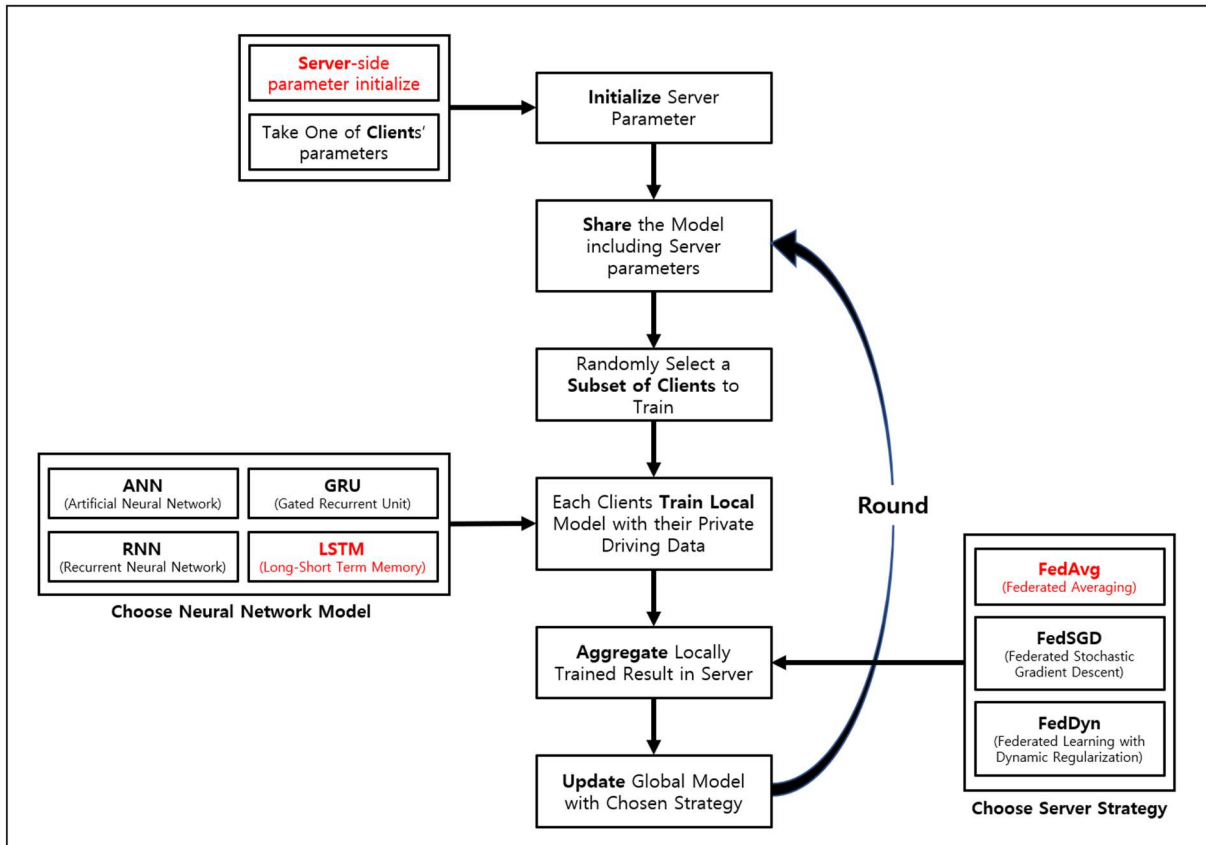 Server-side
parameter initialize
Take One of Clients'
parameters
Initialize Server
Parameter
Share the Model
including Server
parameters
Randomly Select a
Subset of Clients to
Train
ANN
(Artificial Neural Network)
GRU
(Gated Recurrent Unit)
RNN
(Recurrent Neural Network)
LSTM
(Long-Short Term Memory)
Choose Neural Network Model
Each Clients Train Local
Model with their Private
Driving Data
Round
Aggregate Locally
Trained Result in Server
FedAvg
(Federated Averaging)
FedSGD
(Federated Stochastic
Gradient Descent)
FedDyn
(Federated Learning with
Dynamic Regularization)
Choose Server Strategy
Update Global Model
with Chosen Strategy